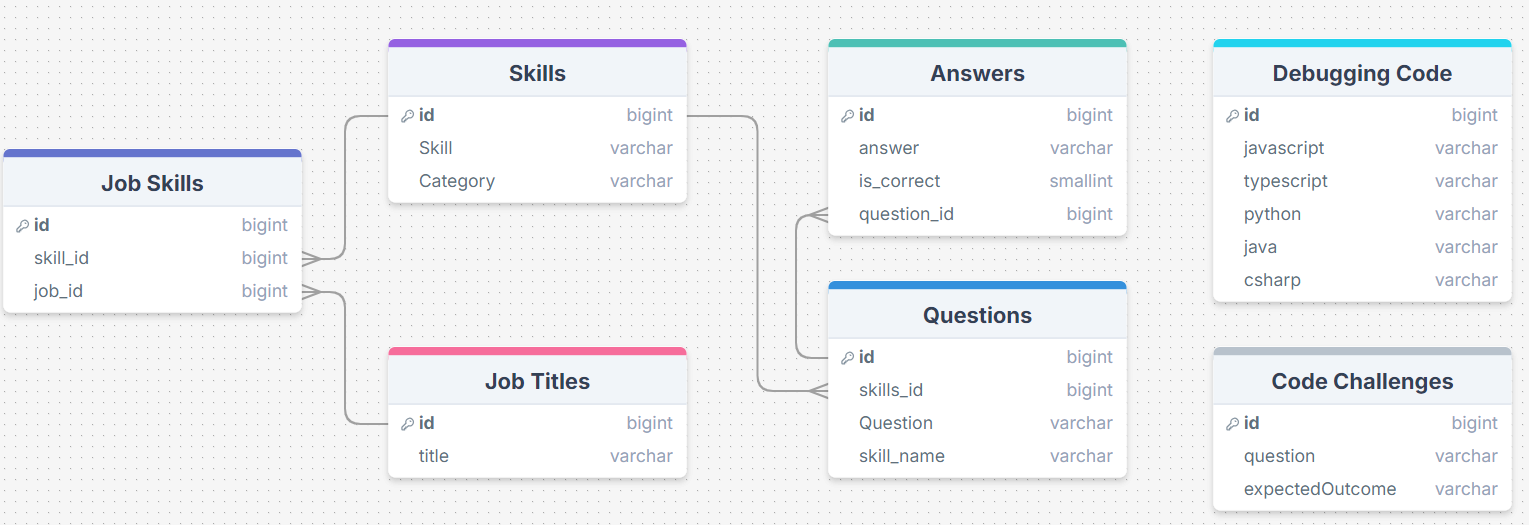 Job Skills
id bigint
skill_id bigint
job_id bigint
Skills
id bigint
Skill varchar
Category varchar
Job Titles
id bigint
title varchar
Answers
id bigint
answer varchar
is_correct smallint
question_id bigint
Questions
id bigint
skills_id bigint
Question varchar
skill_name varchar
Debugging Code
id bigint
javascript varchar
typescript varchar
python varchar
java varchar
csharp varchar
Code Challenges
id bigint
question varchar
expectedOutcome varchar